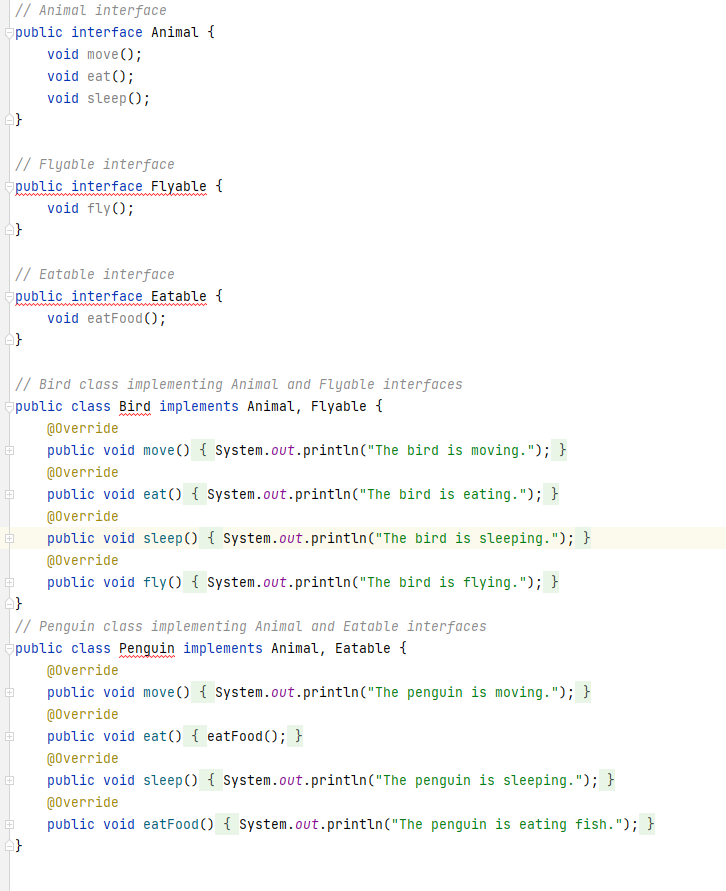 // Animal interface
public interface Animal {
    void move();
    void eat();
    void sleep();
}

// Flyable interface
public interface Flyable {
    void fly();
}

// Eatable interface
public interface Eatable {
    void eatFood();
}

// Bird class implementing Animal and Flyable interfaces
public class Bird implements Animal, Flyable {
    @Override
    public void move() { System.out.println("The bird is moving."); }
    @Override
    public void eat() { System.out.println("The bird is eating."); }
    @Override
    public void sleep() { System.out.println("The bird is sleeping."); }
    @Override
    public void fly() { System.out.println("The bird is flying."); }
}
// Penguin class implementing Animal and Eatable interfaces
public class Penguin implements Animal, Eatable {
    @Override
    public void move() { System.out.println("The penguin is moving."); }
    @Override
    public void eat() { eatFood(); }
    @Override
    public void sleep() { System.out.println("The penguin is sleeping."); }
    @Override
    public void eatFood() { System.out.println("The penguin is eating fish."); }
}